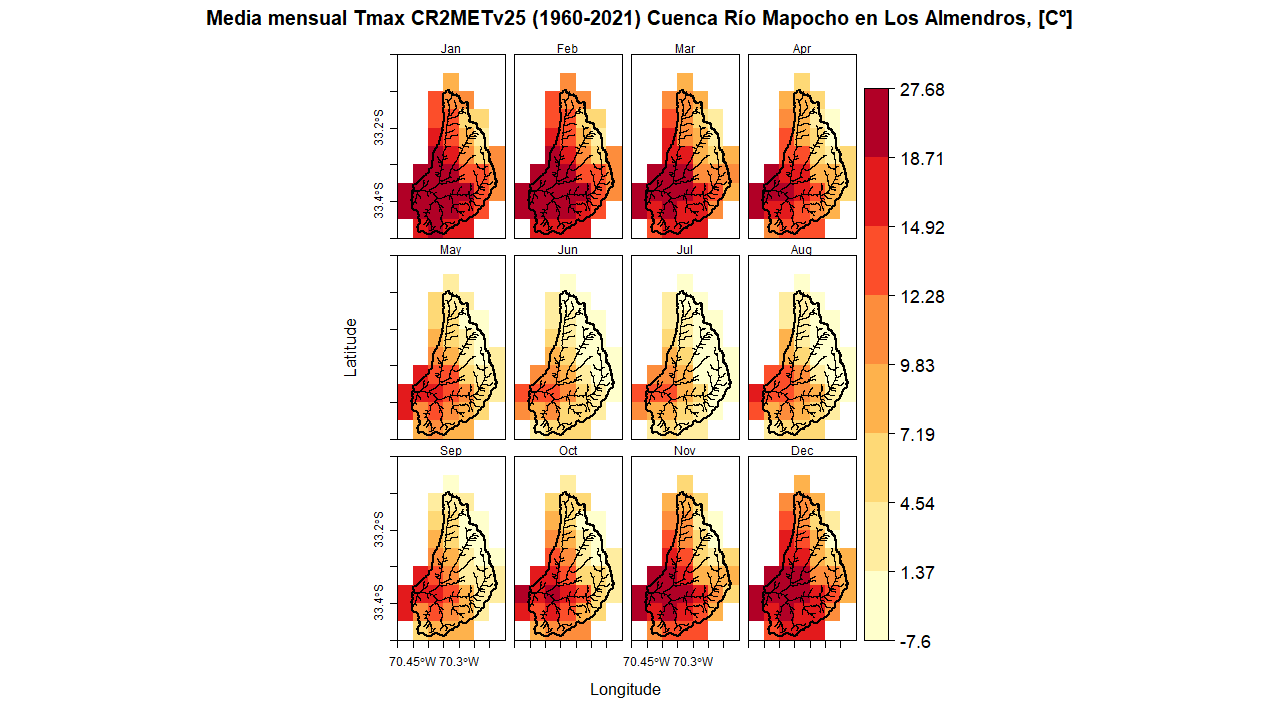 Media mensual Tmax CR2METv25 (1960-2021) Cuenca Río Mapocho en Los Almendros, [Cº]
Jan Feb Mar Apr
33.2°S
33.4°S
May Jun Jul Aug
Sep Oct Nov Dec
33.2°S
33.4°S
70.45°W 70.3°W 70.45°W 70.3°W
Latitude
Longitude
27.68
18.71
14.92
12.28
9.83
7.19
4.54
1.37
-7.6